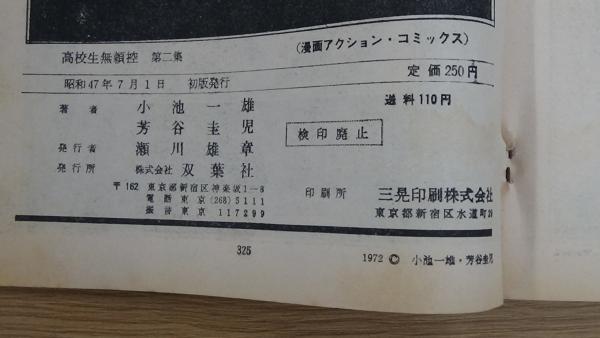 高校生無頼控 第二集
(漫画アクション・コミックス)
昭和47年7月1日 初版発行
定価250円
送料110円
著者 小池一雄
芳谷圭児
発行者 瀬川雄章
検印廃止
発行所 株式会社 双葉社
〒162 東京都新宿区神楽坂1-8
電話 東京 (268) 5111
振替 東京 117299
印刷所 三晃印刷株式会社
東京都新宿区水道町
325
1972 © 小池一雄・芳谷圭児